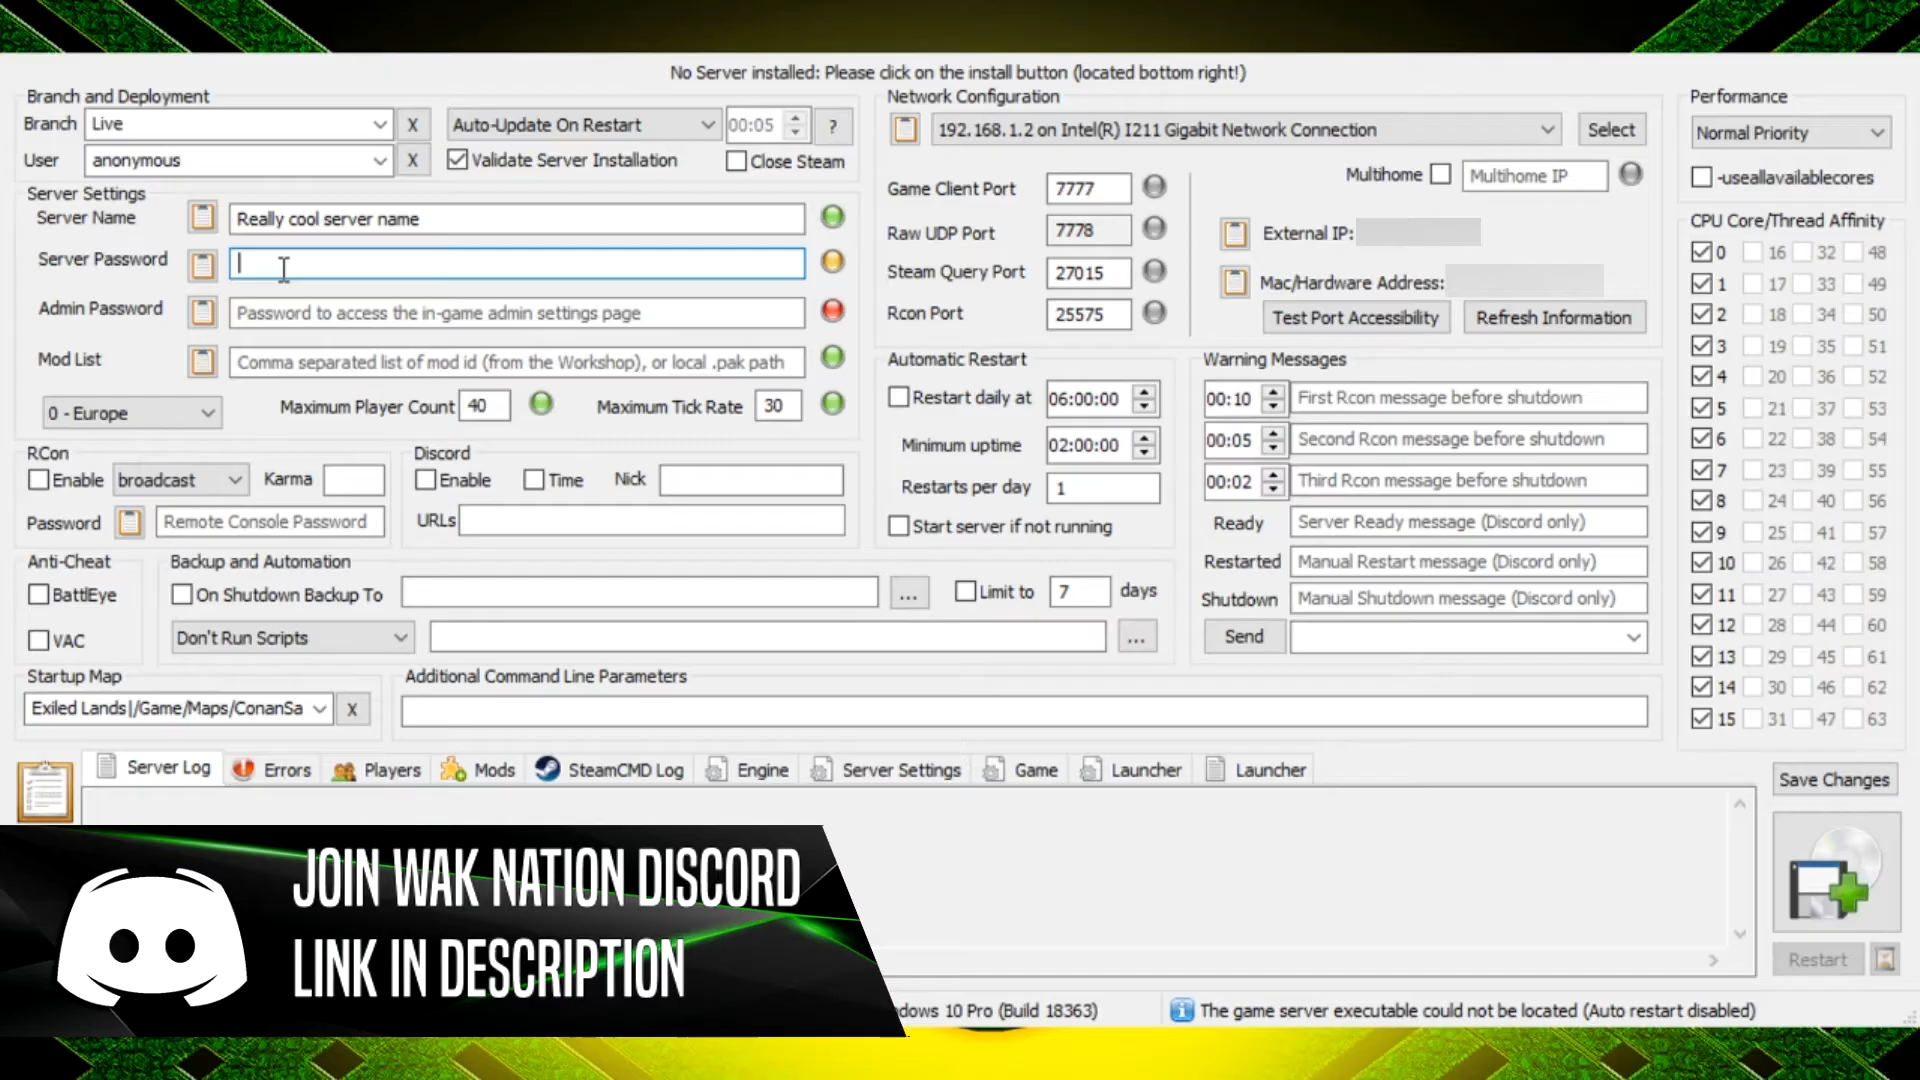 No Server installed: Please click on the install button (located bottom right!)
Branch and Deployment
Branch Live X Auto-Update On Restart 00:05 ?
User anonymous X Validate Server Installation Close Steam
Server Settings
Server Name Really cool server name
Server Password
Admin Password Password to access the in-game admin settings page
Mod List Comma separated list of mod id (from the Workshop), or local .pak path
0 - Europe Maximum Player Count 40 Maximum Tick Rate 30
RCon
Enable broadcast Karma
Password Remote Console Password
Discord
Enable Time Nick
URLs
Anti-Cheat
BattlEye
VAC
Backup and Automation
On Shutdown Backup To ... Limit to 7 days
Don't Run Scripts ...
Startup Map
Exiled Lands|/Game/Maps/ConanSa X
Additional Command Line Parameters
Network Configuration
192.168.1.2 on Intel(R) I211 Gigabit Network Connection Select
Game Client Port 7777
Raw UDP Port 7778
Steam Query Port 27015
Rcon Port 25575
Multihome Multihome IP
External IP:
Mac/Hardware Address:
Test Port Accessibility Refresh Information
Automatic Restart
Restart daily at 06:00:00
Minimum uptime 02:00:00
Restarts per day 1
Start server if not running
Warning Messages
00:10 First Rcon message before shutdown
00:05 Second Rcon message before shutdown
00:02 Third Rcon message before shutdown
Ready Server Ready message (Discord only)
Restarted Manual Restart message (Discord only)
Shutdown Manual Shutdown message (Discord only)
Send
Performance
Normal Priority
-useallavailablecores
CPU Core/Thread Affinity
0 16 32 48
1 17 33 49
2 18 34 50
3 19 35 51
4 20 36 52
5 21 37 53
6 22 38 54
7 23 39 55
8 24 40 56
9 25 41 57
10 26 42 58
11 27 43 59
12 28 44 60
13 29 45 61
14 30 46 62
15 31 47 63
Server Log Errors Players Mods SteamCMD Log Engine Server Settings Game Launcher Launcher
Save Changes
Restart
JOIN WAK NATION DISCORD
LINK IN DESCRIPTION
dows 10 Pro (Build 18363)
The game server executable could not be located (Auto restart disabled)